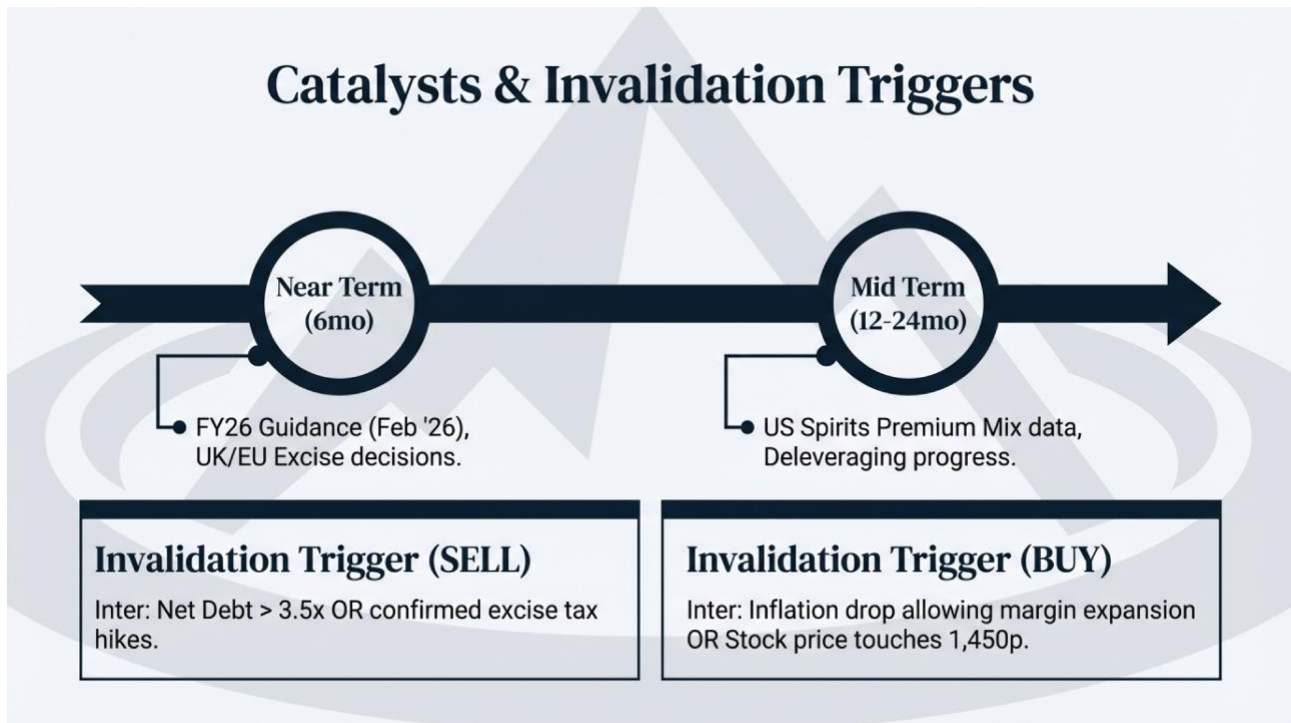 Catalysts & Invalidation Triggers
Near Term
(6mo)
Mid Term
(12-24mo)
FY26 Guidance (Feb '26),
UK/EU Excise decisions.
US Spirits Premium Mix data,
Deleveraging progress.
Invalidation Trigger (SELL)
Inter: Net Debt > 3.5x OR confirmed excise tax
hikes.
Invalidation Trigger (BUY)
Inter: Inflation drop allowing margin expansion
OR Stock price touches 1,450p.